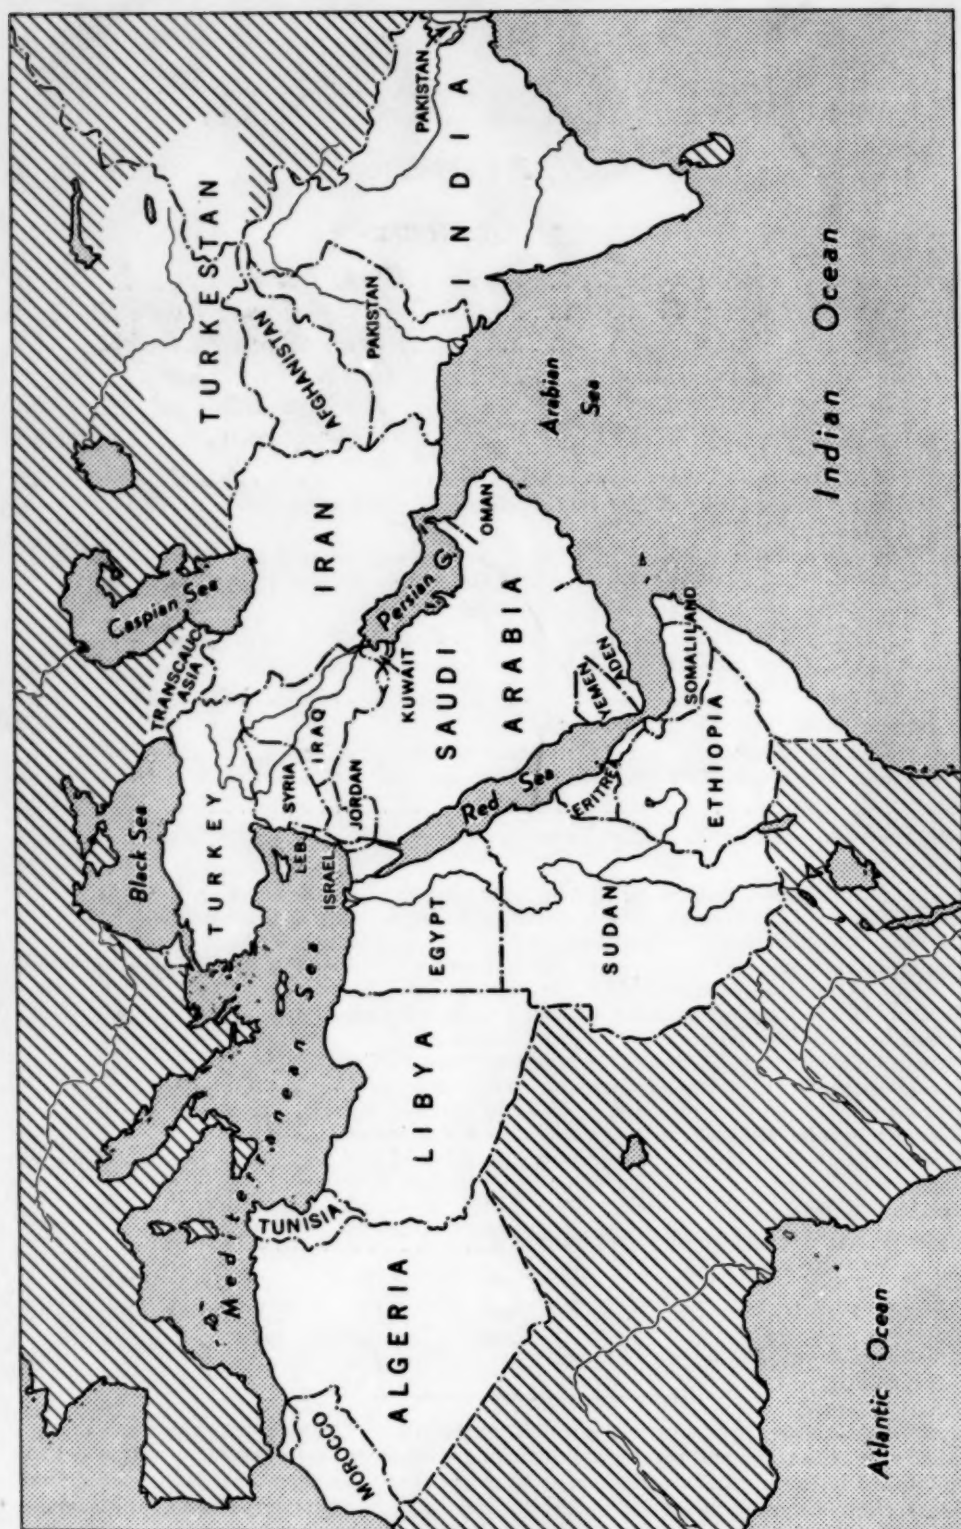 Black Sea
Caspian Sea
TRANSCAUC
ASIA
TURKESTAN
TURKEY
Mediterranean Sea
LEB.
SYRIA
ISRAEL
IRAQ
JORDAN
IRAN
AFGHANISTAN
PAKISTAN
PAKISTAN
INDIA
KUWAIT
Persian G.
OMAN
SAUDI
ARABIA
YEMEN
ADEN
Red Sea
Arabian
Sea
MOROCCO
ALGERIA
TUNISIA
LIBYA
EGYPT
SUDAN
ERITREA
ETHIOPIA
SOMALILAND
Atlantic Ocean
Indian Ocean